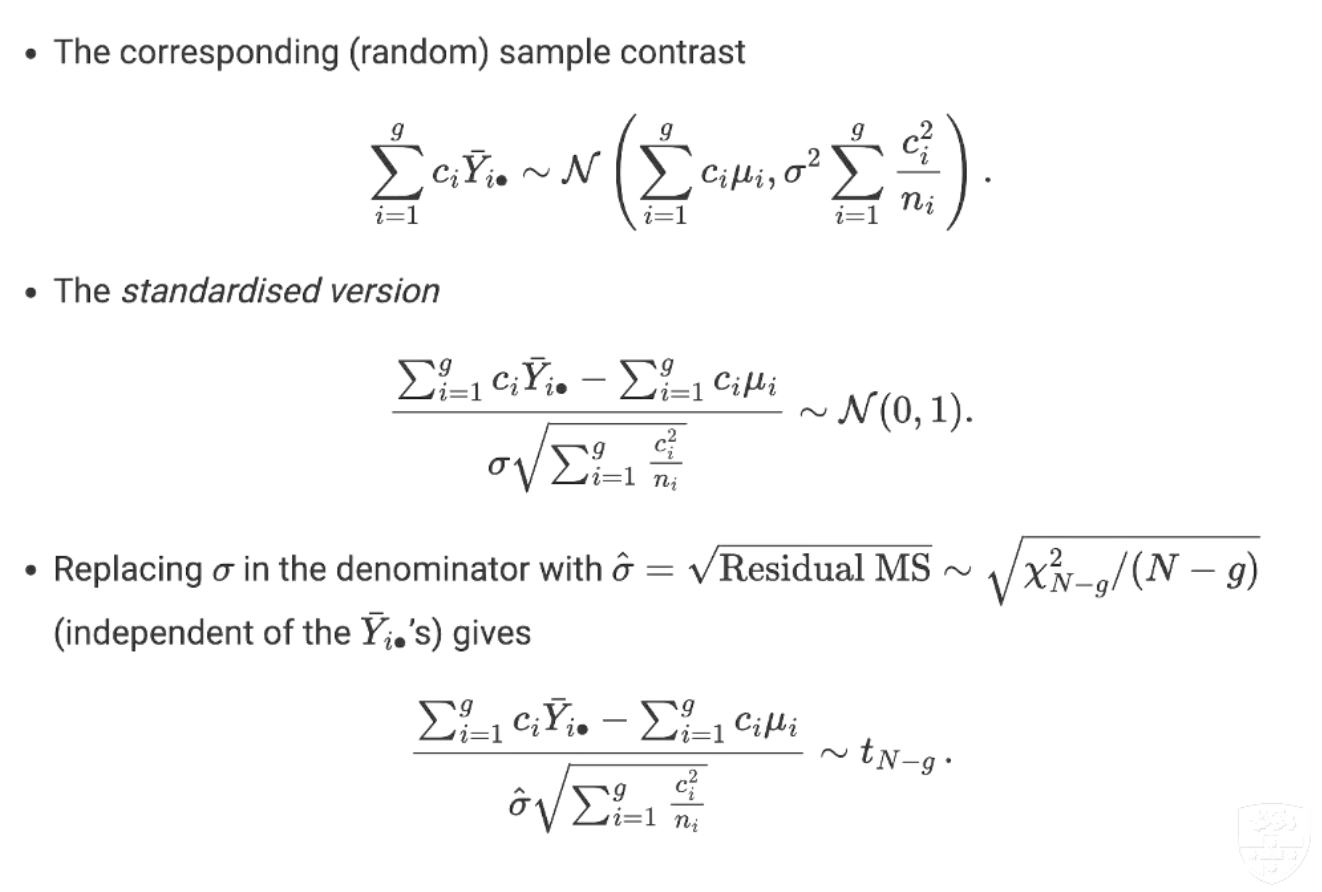 • The corresponding (random) sample contrast
$$\sum_{i=1}^{g} c_i \bar{Y}_{i\bullet} \sim \mathcal{N}\left(\sum_{i=1}^{g} c_i \mu_i, \sigma^2 \sum_{i=1}^{g} \frac{c_i^2}{n_i}\right).$$
• The standardised version
$$\frac{\sum_{i=1}^{g} c_i \bar{Y}_{i\bullet} - \sum_{i=1}^{g} c_i \mu_i}{\sigma \sqrt{\sum_{i=1}^{g} \frac{c_i^2}{n_i}}} \sim \mathcal{N}(0, 1).$$
• Replacing $\sigma$ in the denominator with $\hat{\sigma} = \sqrt{\text{Residual MS}} \sim \sqrt{\chi^2_{N-g}/(N-g)}$
(independent of the $\bar{Y}_{i\bullet}$'s) gives
$$\frac{\sum_{i=1}^{g} c_i \bar{Y}_{i\bullet} - \sum_{i=1}^{g} c_i \mu_i}{\hat{\sigma} \sqrt{\sum_{i=1}^{g} \frac{c_i^2}{n_i}}} \sim t_{N-g}.$$